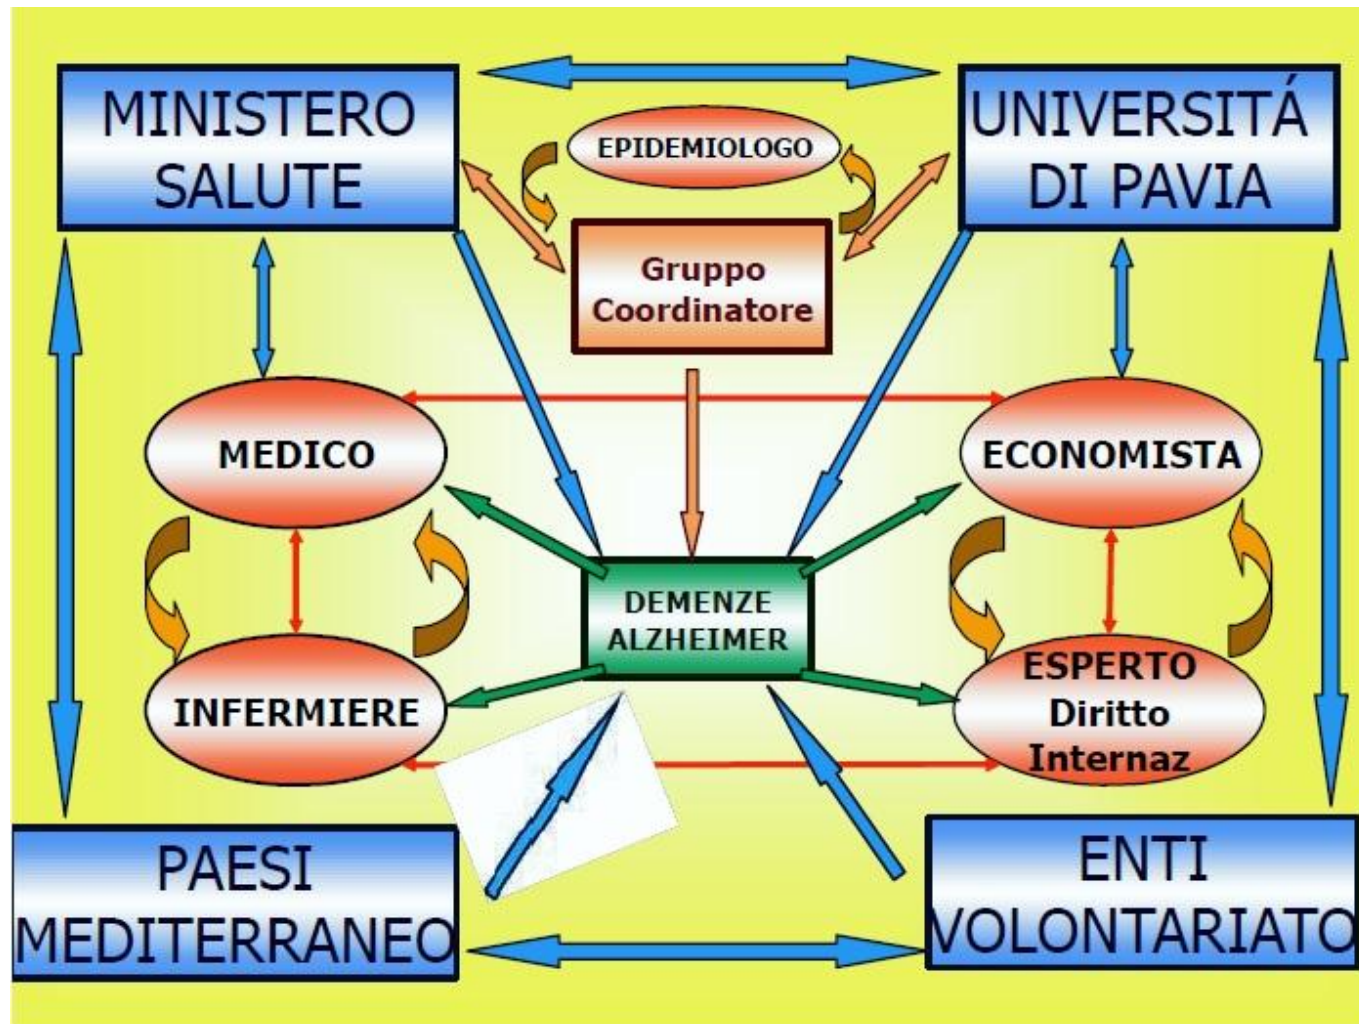 MINISTERO
SALUTE
EPIDEMIOLOGO
UNIVERSITÁ
DI PAVIA
Gruppo
Coordinatore
MEDICO
ECONOMISTA
DEMENZE
ALZHEIMER
INFERMIERE
ESPERTO
Diritto
Internaz
PAESI
MEDITERRANEO
ENTI
VOLONTARIATO